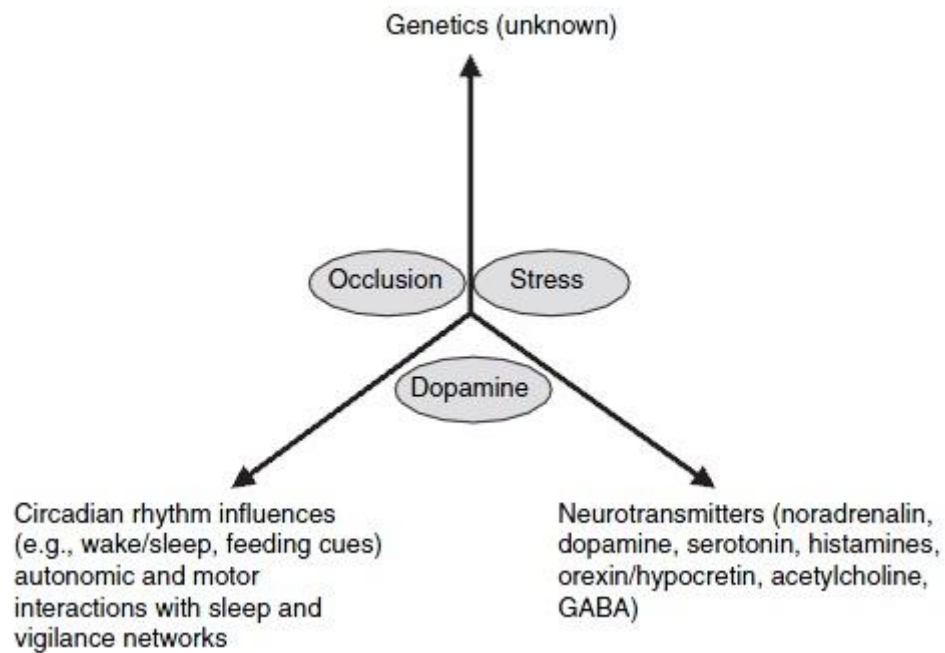 Genetics (unknown)
Occlusion
Stress
Dopamine
Circadian rhythm influences
(e.g., wake/sleep, feeding cues)
autonomic and motor
interactions with sleep and
vigilance networks
Neurotransmitters (noradrenalin,
dopamine, serotonin, histamines,
orexin/hypocretin, acetylcholine,
GABA)